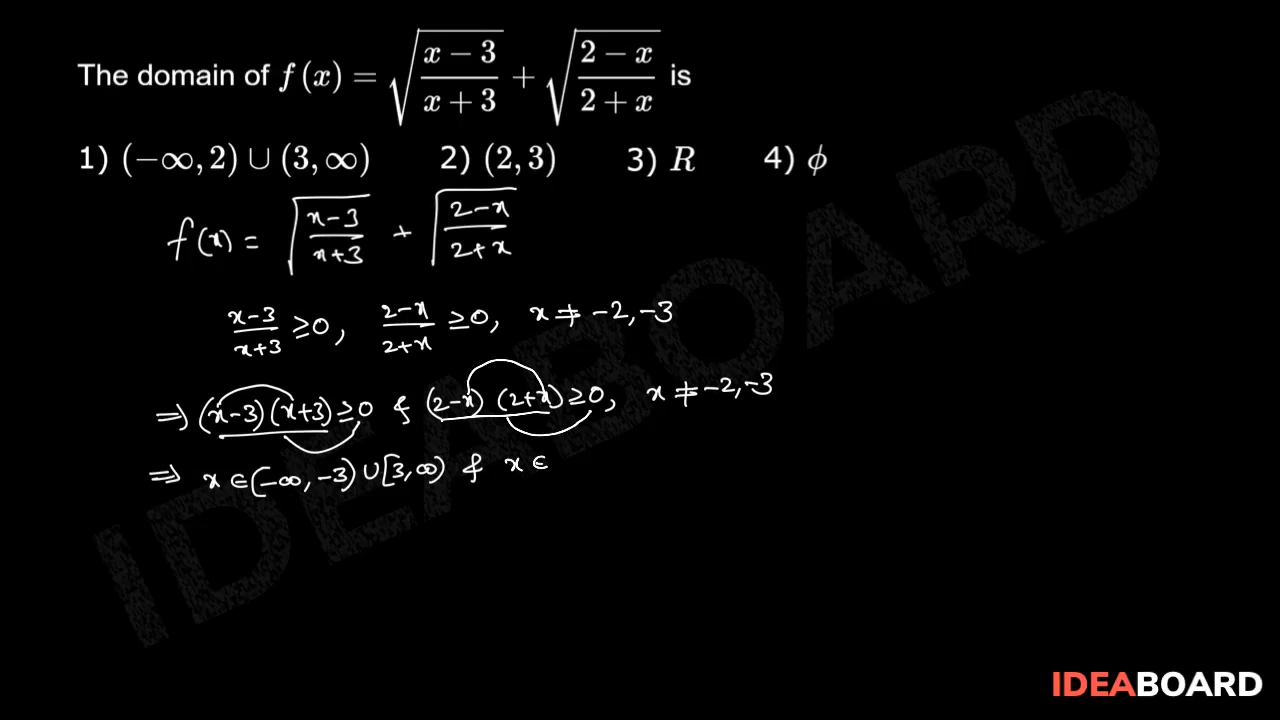 The domain of f(x) = √((x − 3)/(x + 3)) + √((2 − x)/(2 + x)) is
1) (−∞, 2) ∪ (3, ∞) 2) (2, 3) 3) R 4) ϕ
f(x) = √((x−3)/(x+3)) + √((2−x)/(2+x))
(x−3)/(x+3) ≥0, (2−x)/(2+x) ≥0, x ≠ −2, −3
⇒ (x−3)(x+3) ≥0 & (2−x) (2+x) ≥0, x ≠ −2, −3
⇒ x ∈ (−∞, −3) ∪ [3, ∞) & x ∈
IDEABOARD
IDEABOARD